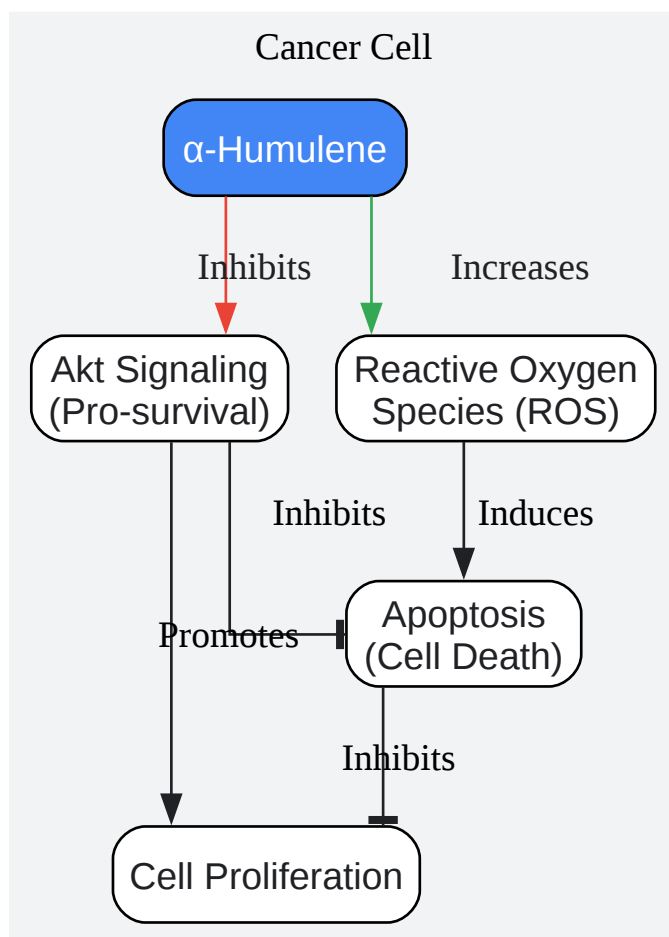 Cancer Cell
α-Humulene
Inhibits
Increases
Akt Signaling
(Pro-survival)
Reactive Oxygen
Species (ROS)
Inhibits
Induces
Promotes
Apoptosis
(Cell Death)
Inhibits
Cell Proliferation